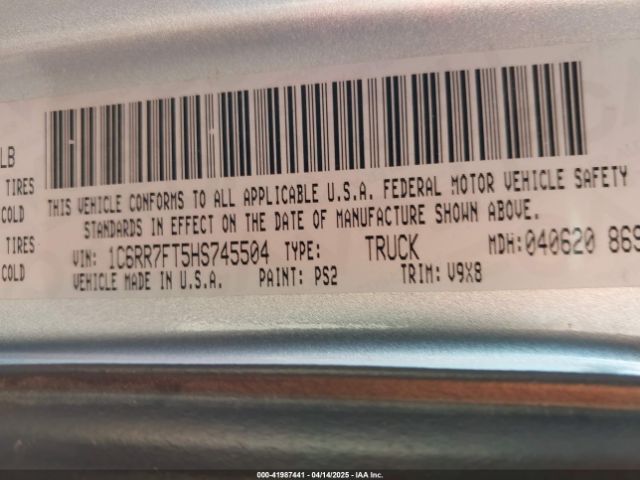 LB
TIRES
COLD
TIRES
COLD
THIS VEHICLE CONFORMS TO ALL APPLICABLE U.S.A. FEDERAL MOTOR VEHICLE SAFETY
STANDARDS IN EFFECT ON THE DATE OF MANUFACTURE SHOWN ABOVE.
VIN: 1C6RR7FT5HS745504 TYPE: TRUCK MDH: 040620 869
VEHICLE MADE IN U.S.A. PAINT: PS2 TRIM: V9X8
000-41987441 - 04/14/2025 - IAA Inc.